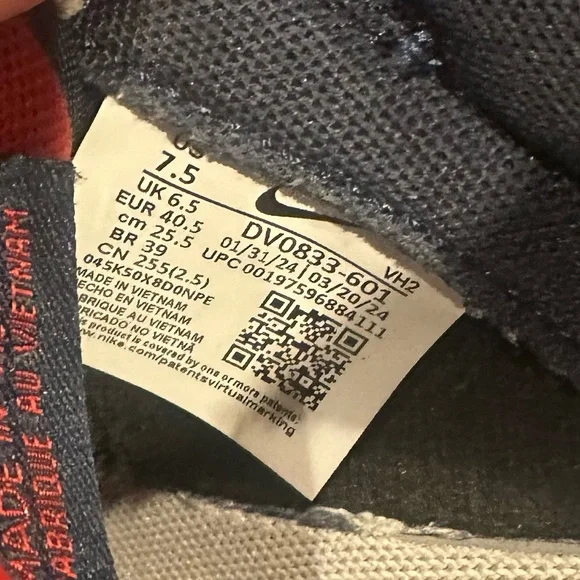 US
7.5
UK 6.5
EUR 40.5
cm 25.5
BR 39
CN 255(2.5)
045K50X8D0NPE
MADE IN VIETNAM
HECHO EN VIETNAM
FABRIQUE AU VIETNAM
FABRICADO NO VIETNÃ
This product is covered by one or more patents:
www.nike.com/patentsvirtualmarking
DV0833-601
VH2
01/31/24 | 03/20/24
UPC 00197596884111
MADE IN
FABRIQUE AU VIETNAM